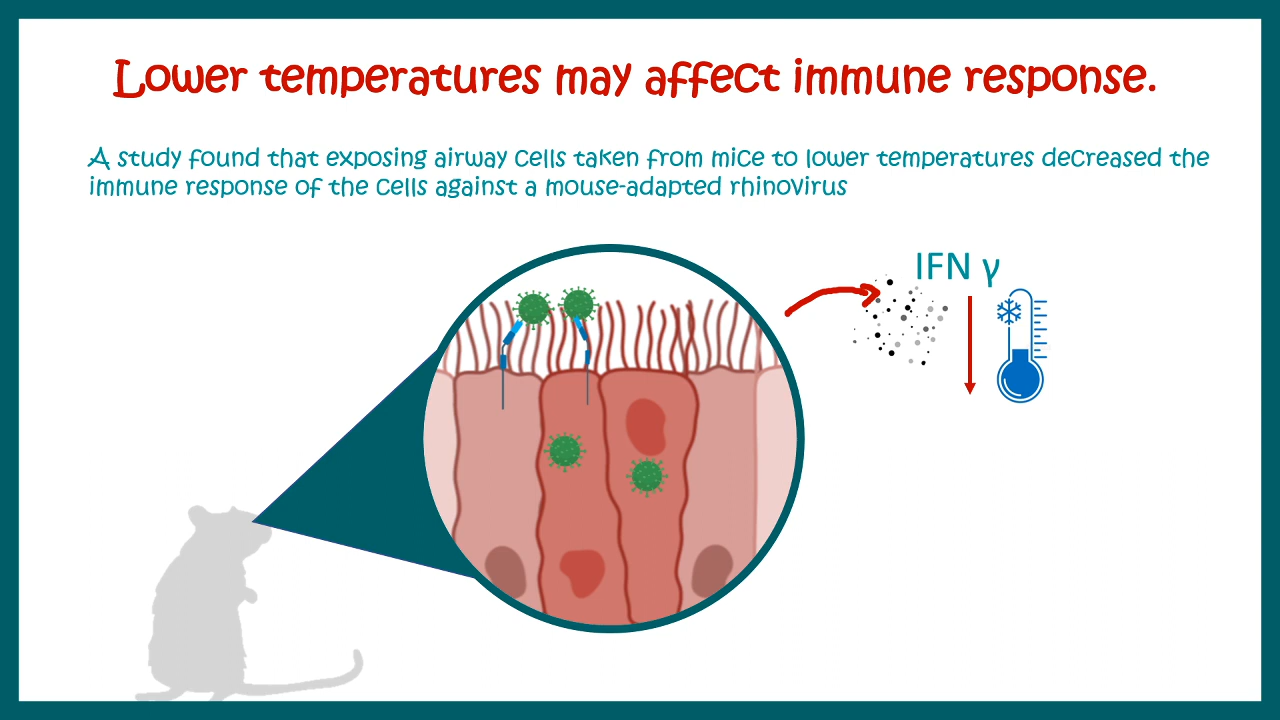 Lower temperatures may affect immune response.
A study found that exposing airway cells taken from mice to lower temperatures decreased the
immune response of the cells against a mouse-adapted rhinovirus
IFN γ